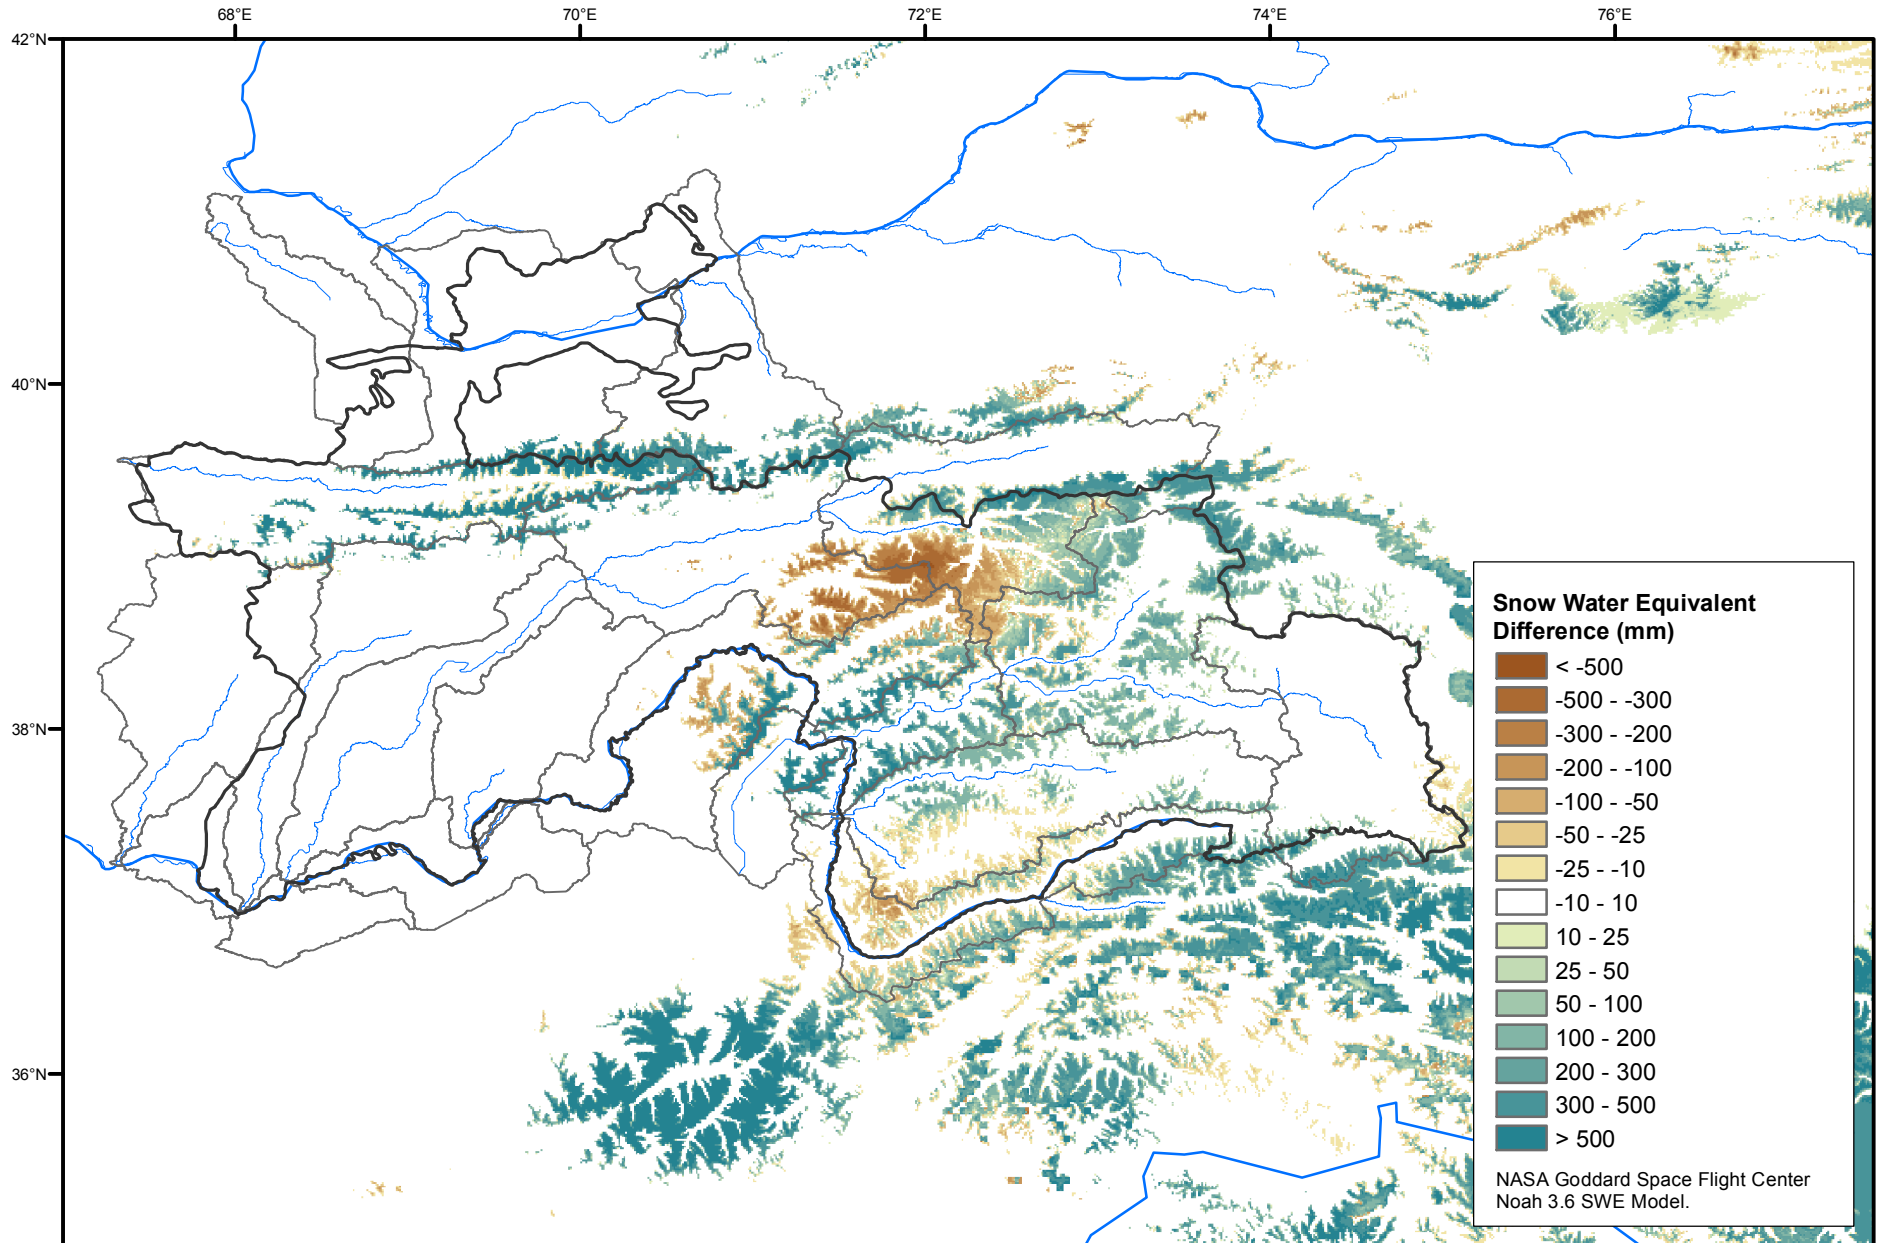 68°E 70°E 72°E 74°E 76°E
42°N
40°N
38°N
36°N
Snow Water Equivalent
Difference (mm)
< -500
-500 - -300
-300 - -200
-200 - -100
-100 - -50
-50 - -25
-25 - -10
-10 - 10
10 - 25
25 - 50
50 - 100
100 - 200
200 - 300
300 - 500
> 500
NASA Goddard Space Flight Center
Noah 3.6 SWE Model.